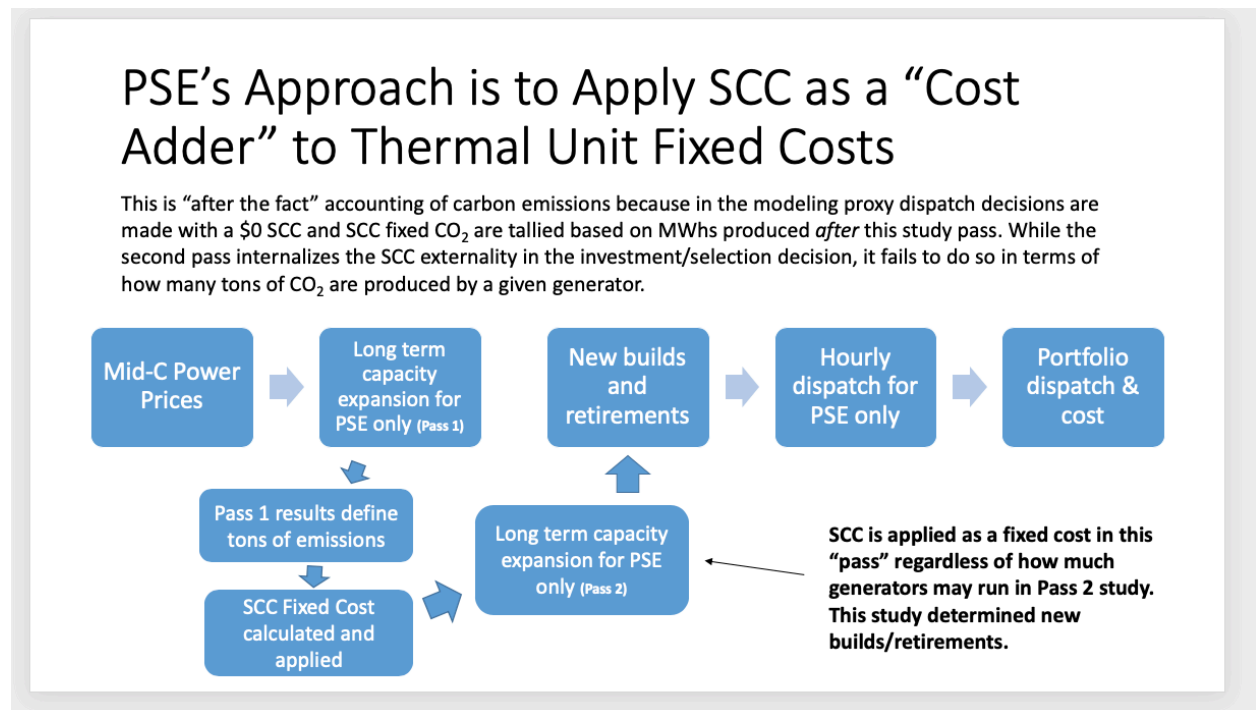 PSE’s Approach is to Apply SCC as a “Cost
Adder” to Thermal Unit Fixed Costs
This is “after the fact” accounting of carbon emissions because in the modeling proxy dispatch decisions are
made with a $0 SCC and SCC fixed CO₂ are tallied based on MWhs produced after this study pass. While the
second pass internalizes the SCC externality in the investment/selection decision, it fails to do so in terms of
how many tons of CO₂ are produced by a given generator.
Mid-C Power
Prices
Long term
capacity
expansion for
PSE only (Pass 1)
New builds
and
retirements
Hourly
dispatch for
PSE only
Portfolio
dispatch &
cost
Pass 1 results define
tons of emissions
SCC Fixed Cost
calculated and
applied
Long term capacity
expansion for PSE
only (Pass 2)
SCC is applied as a fixed cost in this
“pass” regardless of how much
generators may run in Pass 2 study.
This study determined new
builds/retirements.